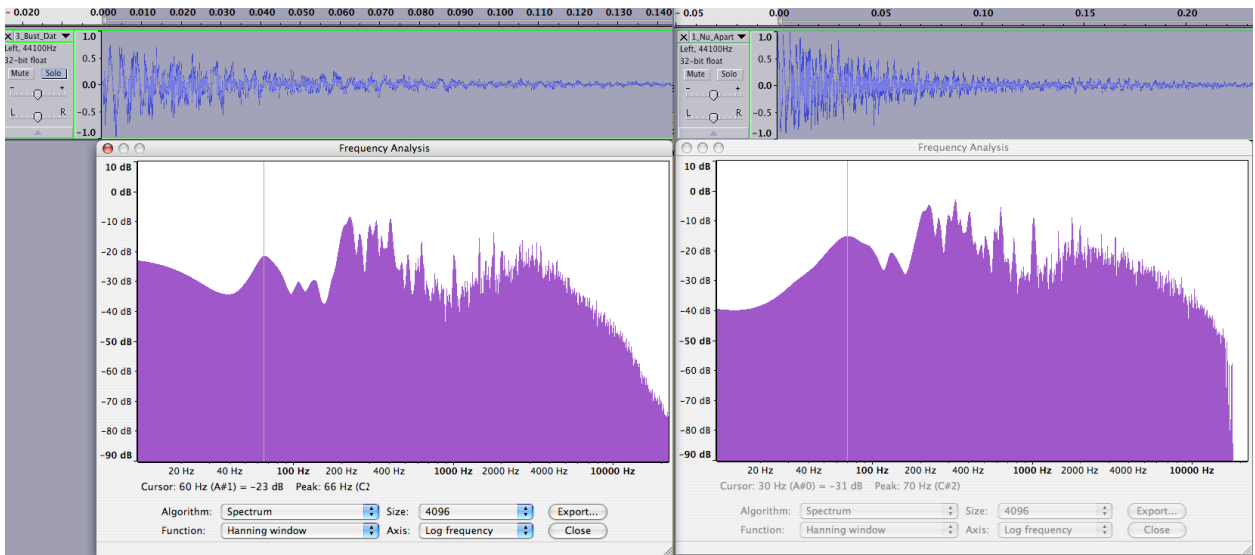 - 0.020 0.000 0.010 0.020 0.030 0.040 0.050 0.060 0.070 0.080 0.090 0.100 0.110 0.120 0.130 0.140
X 3_Bust_Dat ▼
Left, 44100Hz
32-bit float
Mute Solo
- +
L R
1.0
0.5-
0.0-
-0.5-
-1.0
- 0.05 0.00 0.05 0.10 0.15 0.20
X 1_Nu_Apart ▼
Left, 44100Hz
32-bit float
Mute Solo
- +
L R
1.0
0.5-
0.0-
-0.5-
-1.0
Frequency Analysis
10 dB
0 dB
-10 dB
-20 dB
-30 dB
-40 dB
-50 dB
-60 dB
-70 dB
-80 dB
-90 dB
20 Hz 40 Hz 100 Hz 200 Hz 400 Hz 1000 Hz 2000 Hz 4000 Hz 10000 Hz
Cursor: 60 Hz (A#1) = -23 dB Peak: 66 Hz (C2
Algorithm: Spectrum Size: 4096 Export...
Function: Hanning window Axis: Log frequency Close
Frequency Analysis
10 dB
0 dB
-10 dB
-20 dB
-30 dB
-40 dB
-50 dB
-60 dB
-70 dB
-80 dB
-90 dB
20 Hz 40 Hz 100 Hz 200 Hz 400 Hz 1000 Hz 2000 Hz 4000 Hz 10000 Hz
Cursor: 30 Hz (A#0) = -31 dB Peak: 70 Hz (C#2)
Algorithm: Spectrum Size: 4096 Export...
Function: Hanning window Axis: Log frequency Close